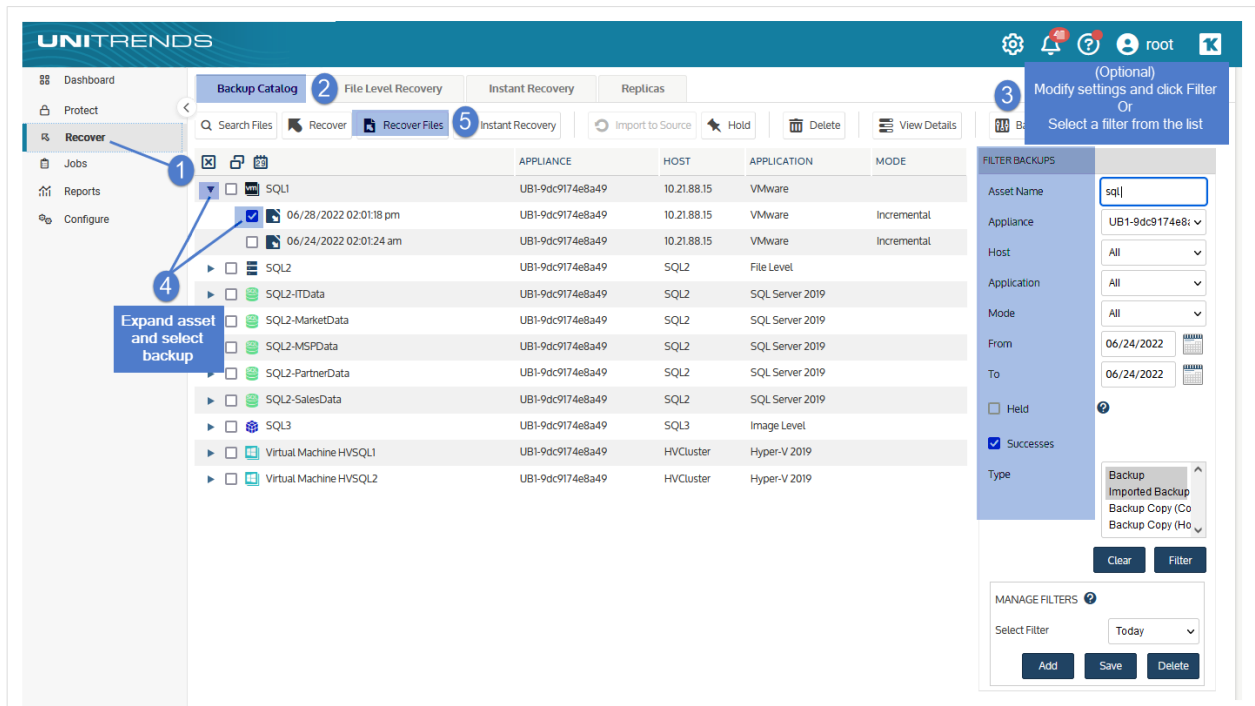 UNITRENDS
40
root
Dashboard
Protect
Recover
Jobs
Reports
Configure
1
Backup Catalog
2
File Level Recovery
Instant Recovery
Replicas
3
(Optional)
Modify settings and click Filter
Or
Select a filter from the list
Search Files
Recover
Recover Files
5
Instant Recovery
Import to Source
Hold
Delete
View Details
29
APPLIANCE HOST APPLICATION MODE
SQL1 UB1-9dc9174e8a49 10.21.88.15 VMware
06/28/2022 02:01:18 pm UB1-9dc9174e8a49 10.21.88.15 VMware Incremental
06/24/2022 02:01:24 am UB1-9dc9174e8a49 10.21.88.15 VMware Incremental
SQL2 UB1-9dc9174e8a49 SQL2 File Level
SQL2-ITData UB1-9dc9174e8a49 SQL2 SQL Server 2019
SQL2-MarketData UB1-9dc9174e8a49 SQL2 SQL Server 2019
SQL2-MSPData UB1-9dc9174e8a49 SQL2 SQL Server 2019
SQL2-PartnerData UB1-9dc9174e8a49 SQL2 SQL Server 2019
SQL2-SalesData UB1-9dc9174e8a49 SQL2 SQL Server 2019
SQL3 UB1-9dc9174e8a49 SQL3 Image Level
Virtual Machine HVSQL1 UB1-9dc9174e8a49 HVCluster Hyper-V 2019
Virtual Machine HVSQL2 UB1-9dc9174e8a49 HVCluster Hyper-V 2019
4
Expand asset
and select
backup
FILTER BACKUPS
Asset Name sql
Appliance UB1-9dc9174e8
Host All
Application All
Mode All
From 06/24/2022
To 06/24/2022
Held
Successes
Type
Backup
Imported Backup
Backup Copy (Co
Backup Copy (Ho
Clear Filter
MANAGE FILTERS
Select Filter Today
Add Save Delete